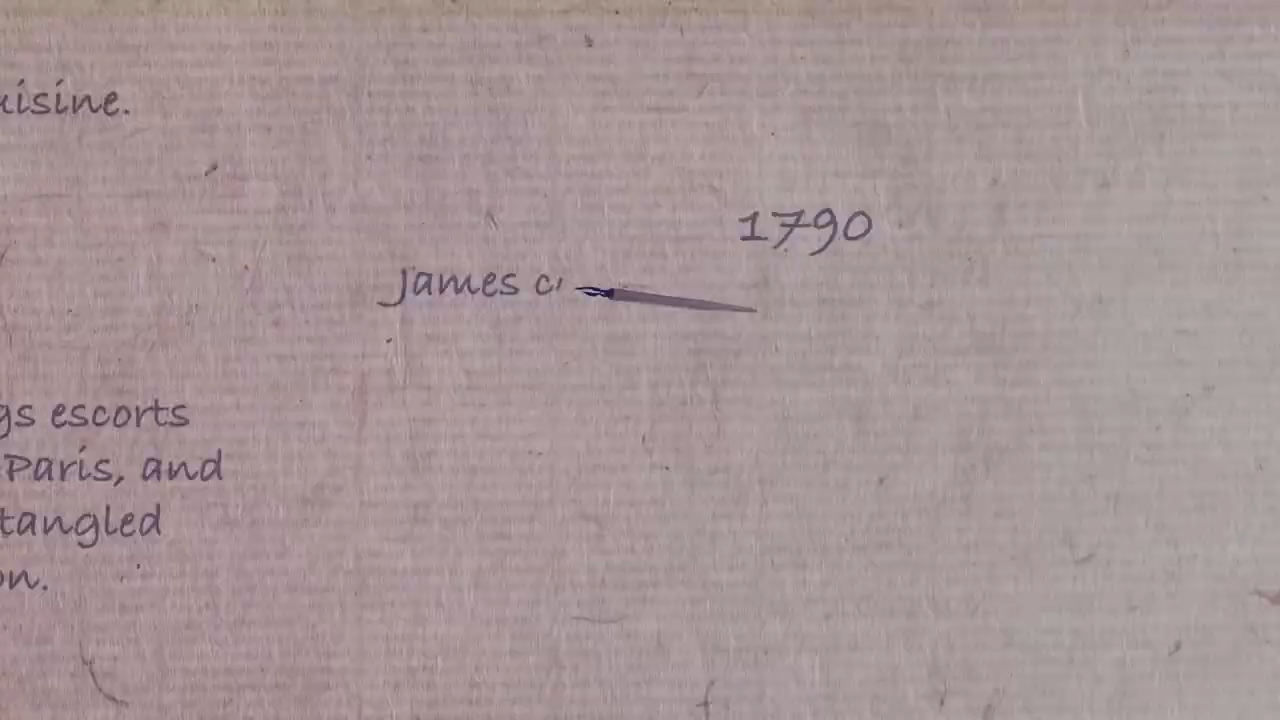 uisine.
1790
James c
gs escorts
Paris, and
tangled
on.